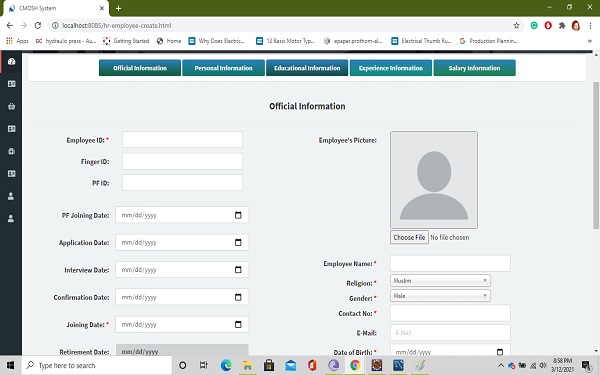 CMOSH System
localhost:8085/hr-employee-create.html
Apps
GC hydraulic press - Au...
Getting Started
Home
Why Does Electric...
Home
12 Basic Motor Typ...
epaper.prothom-al...
Electrical Thumb Ru...
G Production Plannin...
Official Information
Personal Information
Educational Information
Experience Information
Salary Information
Official Information
Employee ID: *
Finger ID:
PF ID:
PF Joining Date: mm/dd/yyyy
Application Date: mm/dd/yyyy
Interview Date: mm/dd/yyyy
Confirmation Date: mm/dd/yyyy
Joining Date: * mm/dd/yyyy
Retirement Date: mm/dd/yyyy
Employee's Picture:
Choose File No file chosen
Employee Name: *
Religion: * Muslim
Gender: * Male
Contact No: *
E-Mail: E-Mail
Date of Birth: * mm/dd/yyyy
Type here to search
8:58 PM
3/12/2021